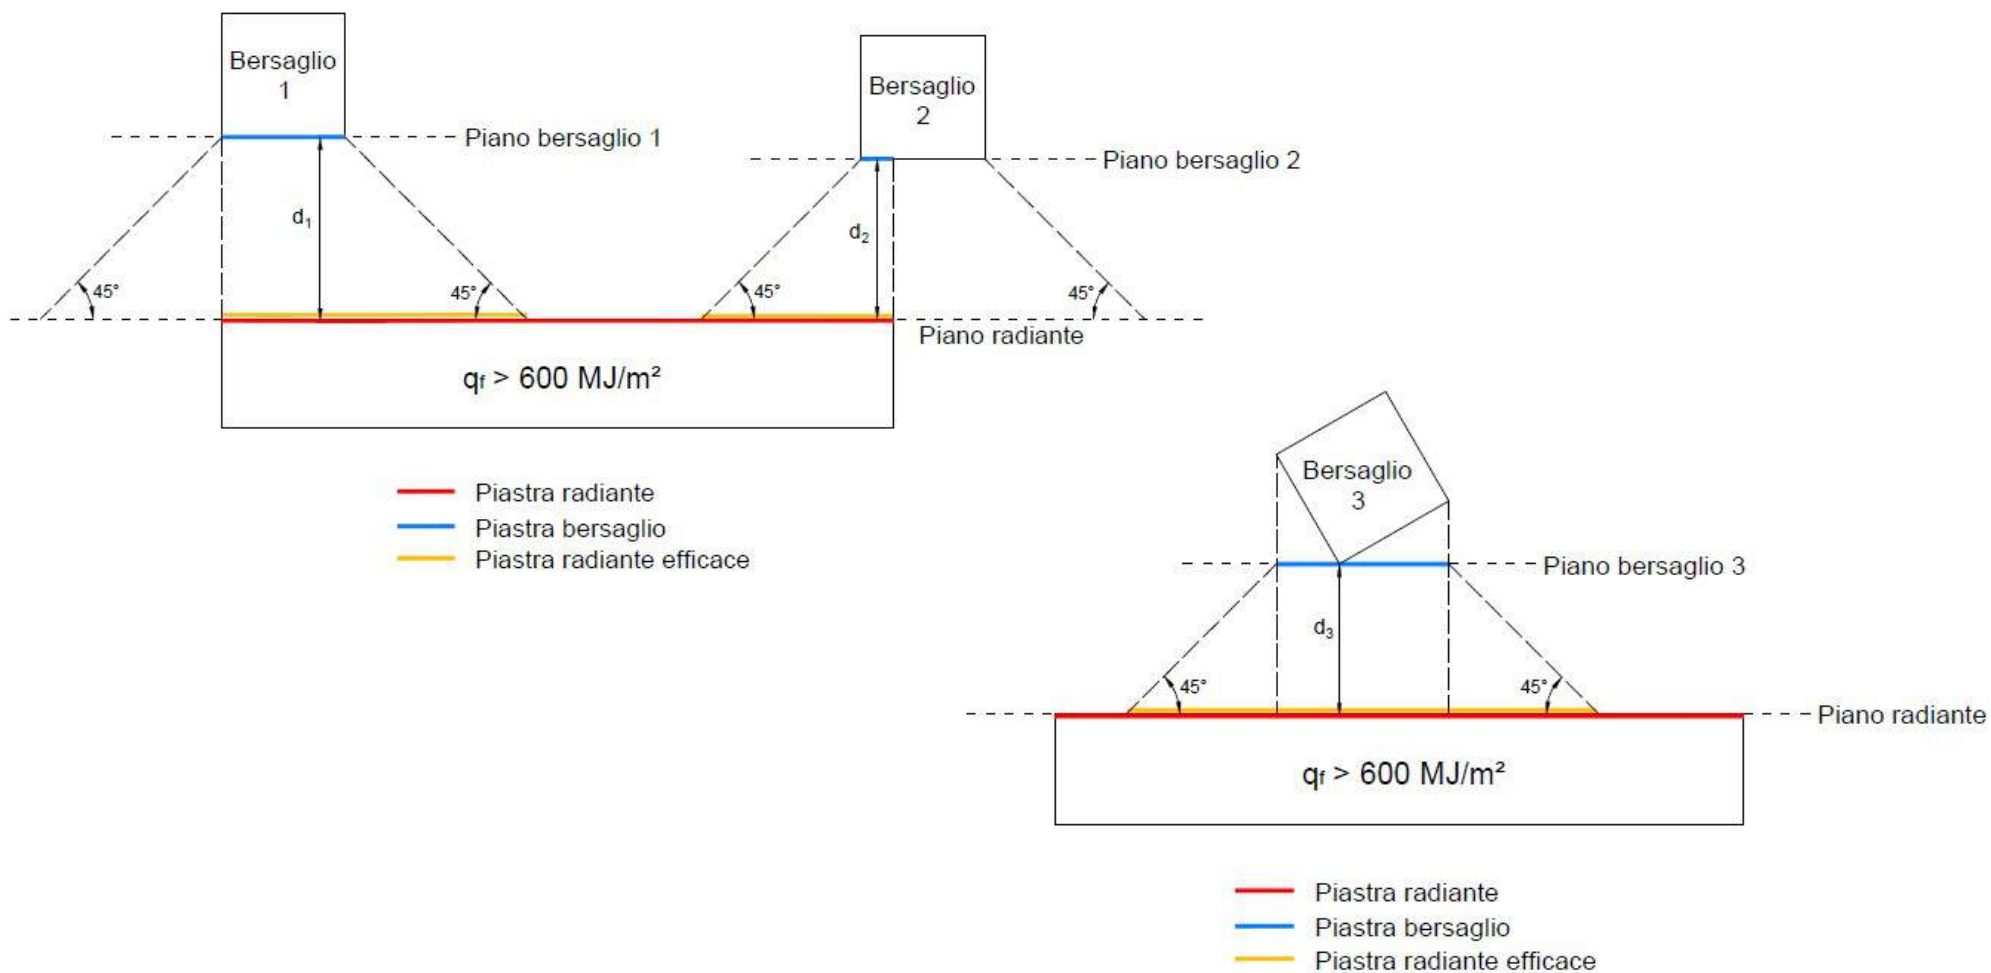 Bersaglio
1
Piano bersaglio 1
d₁
45°
45°
Bersaglio
2
Piano bersaglio 2
d₂
45°
45°
Piano radiante
qf > 600 MJ/m²
Piastra radiante
Piastra bersaglio
Piastra radiante efficace
Bersaglio
3
Piano bersaglio 3
d₃
45°
45°
Piano radiante
qf > 600 MJ/m²
Piastra radiante
Piastra bersaglio
Piastra radiante efficace